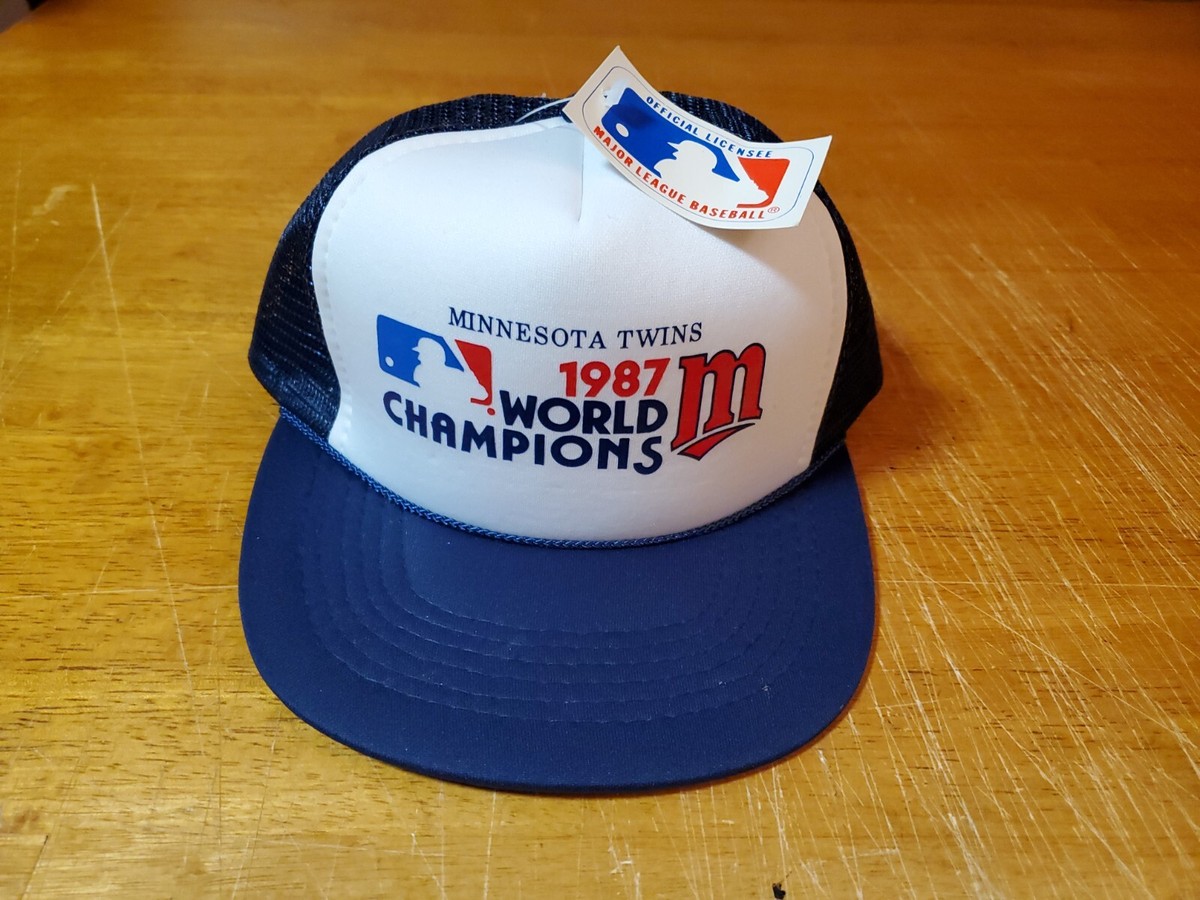 OFFICIAL LICENSEE
MAJOR LEAGUE BASEBALL®
MINNESOTA TWINS
1987
WORLD
CHAMPIONS
M